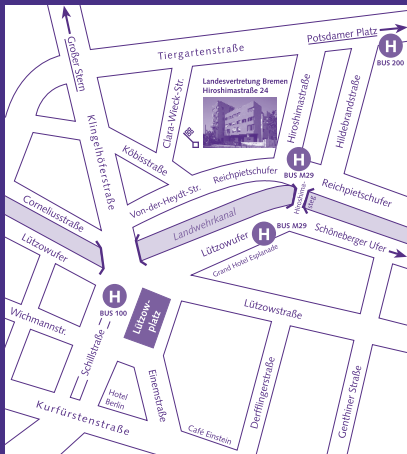 Potsdamer Platz
H
BUS 200
Großer Stern
Tiergartenstraße
Landesvertretung Bremen
Hiroshimastraße 24
Clara-Wieck-Str.
Hiroshimastraße
Hildebrandstraße
Klingelhöferstraße
Köbisstraße
H
BUS M29
Reichpietschufer
Von-der-Heydt-Str.
Hiroshima-
steg
Reichpietschufer
Corneliusstraße
Landwehrkanal
Lützowufer
H
BUS M29
Schöneberger Ufer
Lützowufer
Grand Hotel Esplanade
H
BUS 100
Lützow-
platz
Lützowstraße
Wichmannstr.
Schillstraße
Hotel
Berlin
Einemstraße
Derfflingerstraße
Genthiner Straße
Kurfürstenstraße
Café Einstein